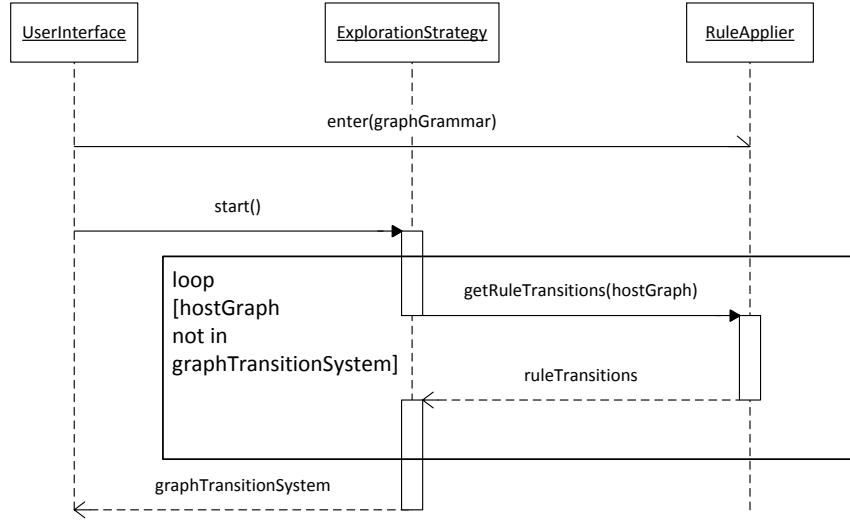 UserInterface
ExplorationStrategy
RuleApplier
enter(graphGrammar)
start()
loop
[hostGraph
not in
graphTransitionSystem]
getRuleTransitions(hostGraph)
ruleTransitions
graphTransitionSystem